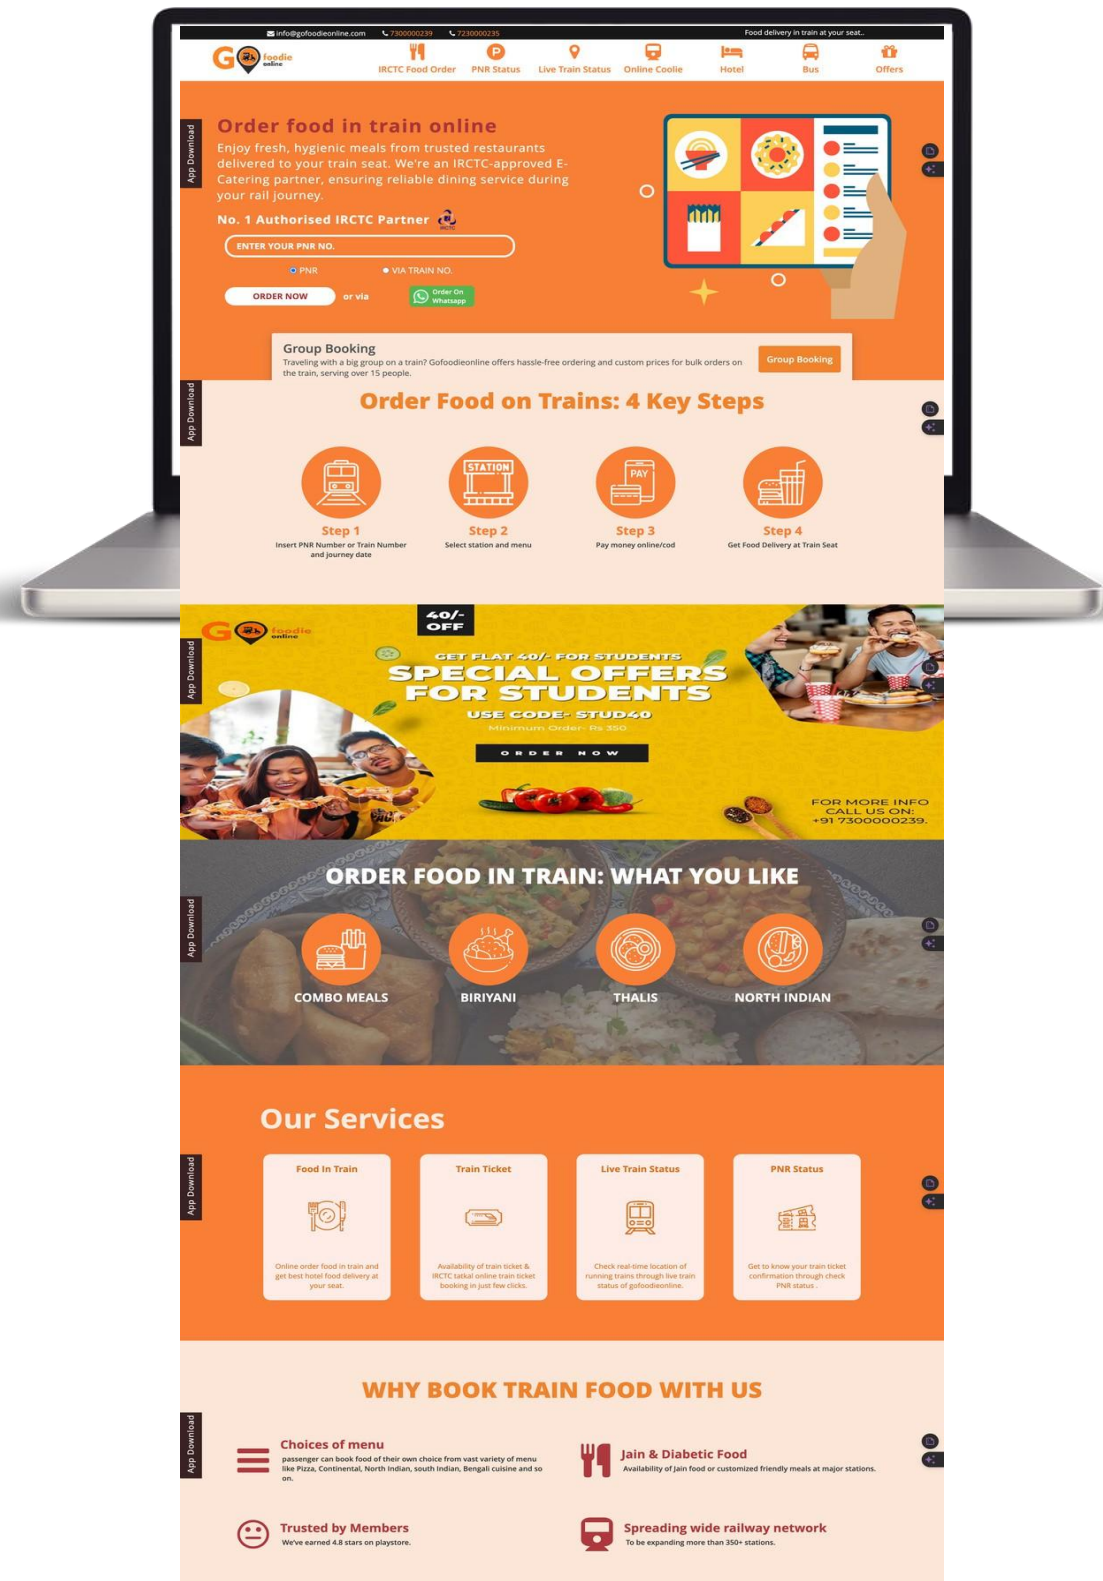 info@gofoodieonline.com 7300000239 7230000235 Food delivery in train at your seat..
GO foodie
online
IRCTC Food Order PNR Status Live Train Status Online Coolie Hotel Bus Offers
App Download
Order food in train online
Enjoy fresh, hygienic meals from trusted restaurants
delivered to your train seat. We're an IRCTC-approved E-
Catering partner, ensuring reliable dining service during
your rail journey.
No. 1 Authorised IRCTC Partner
IRCTC
ENTER YOUR PNR NO.
PNR VIA TRAIN NO.
ORDER NOW or via Order On
Whatsapp
Group Booking
Traveling with a big group on a train? Gofoodieonline offers hassle-free ordering and custom prices for bulk orders on
the train, serving over 15 people.
Group Booking
App Download
Order Food on Trains: 4 Key Steps
STATION
PAY
Step 1
Insert PNR Number or Train Number
and journey date
Step 2
Select station and menu
Step 3
Pay money online/cod
Step 4
Get Food Delivery at Train Seat
App Download
GO foodie
online
40/-
OFF
GET FLAT 40/- FOR STUDENTS
SPECIAL OFFERS
FOR STUDENTS
USE CODE- STUD40
Minimum Order- Rs 350
ORDER NOW
FOR MORE INFO
CALL US ON:
+91 7300000239.
App Download
ORDER FOOD IN TRAIN: WHAT YOU LIKE
COMBO MEALS BIRIYANI THALIS NORTH INDIAN
App Download
Our Services
Food In Train
Online order food in train and
get best hotel food delivery at
your seat.
Train Ticket
Availability of train ticket &
IRCTC tatkal online train ticket
booking in just few clicks.
Live Train Status
Check real-time location of
running trains through live train
status of gofoodieonline.
PNR Status
Get to know your train ticket
confirmation through check
PNR status .
App Download
WHY BOOK TRAIN FOOD WITH US
Choices of menu
passenger can book food of their own choice from vast variety of menu
like Pizza, Continental, North Indian, south Indian, Bengali cuisine and so
on.
Jain & Diabetic Food
Availability of Jain food or customized friendly meals at major stations.
Trusted by Members
We've earned 4.8 stars on playstore.
Spreading wide railway network
To be expanding more than 350+ stations.